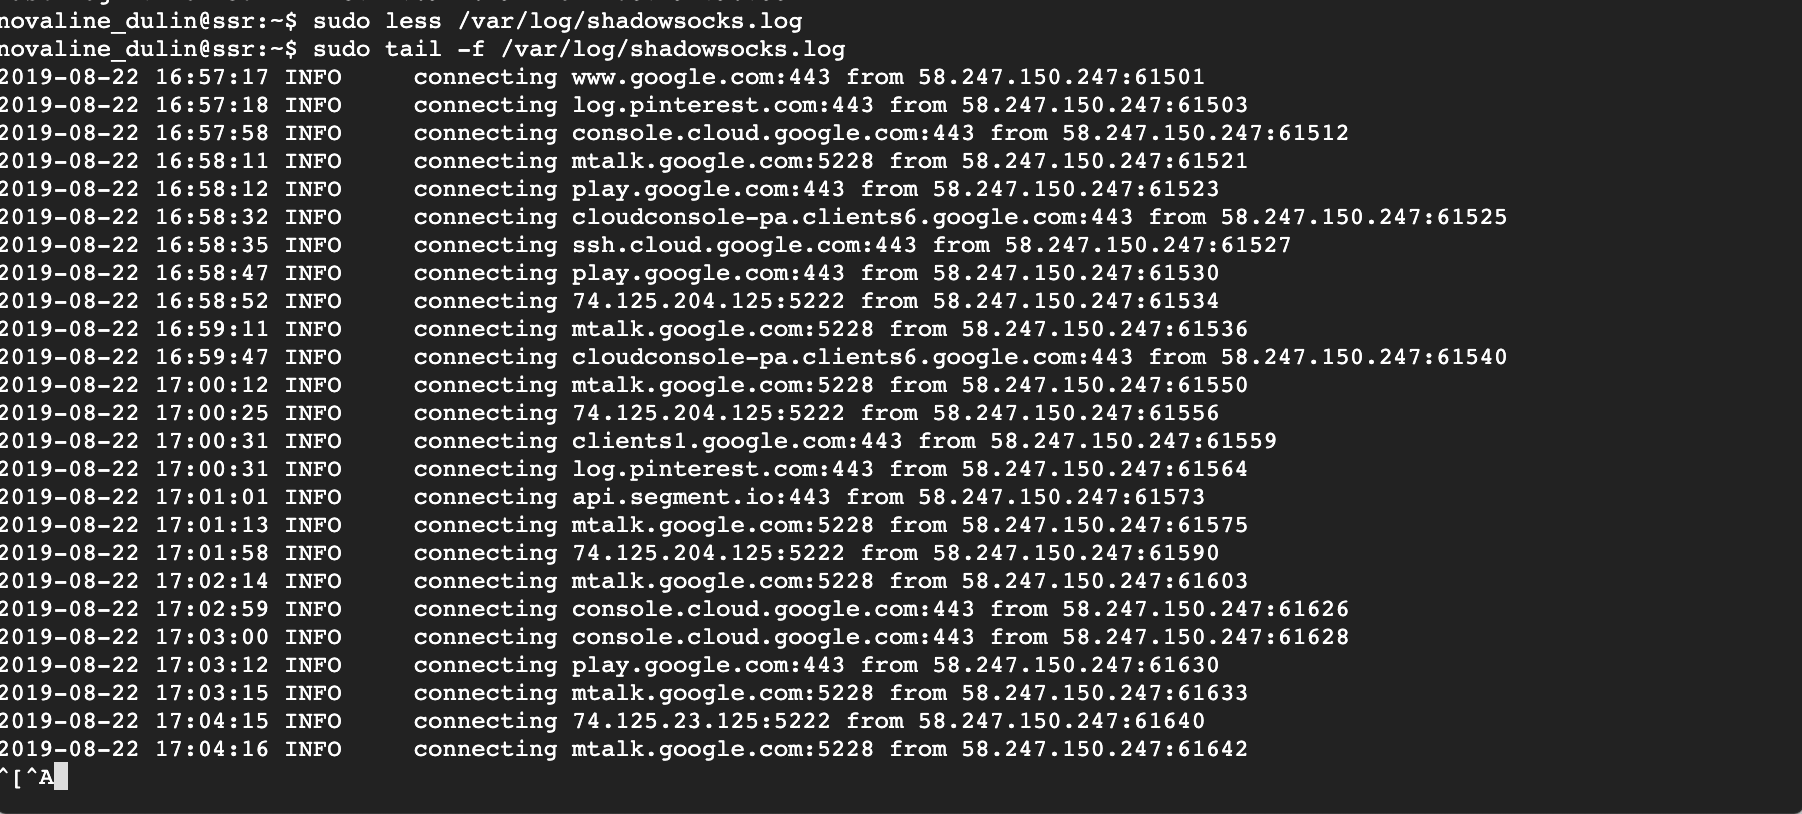 novaline_dulin@ssr:~$ sudo less /var/log/shadowsocks.log
novaline_dulin@ssr:~$ sudo tail -f /var/log/shadowsocks.log
2019-08-22 16:57:17 INFO     connecting www.google.com:443 from 58.247.150.247:61501
2019-08-22 16:57:18 INFO     connecting log.pinterest.com:443 from 58.247.150.247:61503
2019-08-22 16:57:58 INFO     connecting console.cloud.google.com:443 from 58.247.150.247:61512
2019-08-22 16:58:11 INFO     connecting mtalk.google.com:5228 from 58.247.150.247:61521
2019-08-22 16:58:12 INFO     connecting play.google.com:443 from 58.247.150.247:61523
2019-08-22 16:58:32 INFO     connecting cloudconsole-pa.clients6.google.com:443 from 58.247.150.247:61525
2019-08-22 16:58:35 INFO     connecting ssh.cloud.google.com:443 from 58.247.150.247:61527
2019-08-22 16:58:47 INFO     connecting play.google.com:443 from 58.247.150.247:61530
2019-08-22 16:58:52 INFO     connecting 74.125.204.125:5222 from 58.247.150.247:61534
2019-08-22 16:59:11 INFO     connecting mtalk.google.com:5228 from 58.247.150.247:61536
2019-08-22 16:59:47 INFO     connecting cloudconsole-pa.clients6.google.com:443 from 58.247.150.247:61540
2019-08-22 17:00:12 INFO     connecting mtalk.google.com:5228 from 58.247.150.247:61550
2019-08-22 17:00:25 INFO     connecting 74.125.204.125:5222 from 58.247.150.247:61556
2019-08-22 17:00:31 INFO     connecting clients1.google.com:443 from 58.247.150.247:61559
2019-08-22 17:00:31 INFO     connecting log.pinterest.com:443 from 58.247.150.247:61564
2019-08-22 17:01:01 INFO     connecting api.segment.io:443 from 58.247.150.247:61573
2019-08-22 17:01:13 INFO     connecting mtalk.google.com:5228 from 58.247.150.247:61575
2019-08-22 17:01:58 INFO     connecting 74.125.204.125:5222 from 58.247.150.247:61590
2019-08-22 17:02:14 INFO     connecting mtalk.google.com:5228 from 58.247.150.247:61603
2019-08-22 17:02:59 INFO     connecting console.cloud.google.com:443 from 58.247.150.247:61626
2019-08-22 17:03:00 INFO     connecting console.cloud.google.com:443 from 58.247.150.247:61628
2019-08-22 17:03:12 INFO     connecting play.google.com:443 from 58.247.150.247:61630
2019-08-22 17:03:15 INFO     connecting mtalk.google.com:5228 from 58.247.150.247:61633
2019-08-22 17:04:15 INFO     connecting 74.125.23.125:5222 from 58.247.150.247:61640
2019-08-22 17:04:16 INFO     connecting mtalk.google.com:5228 from 58.247.150.247:61642
^[^A